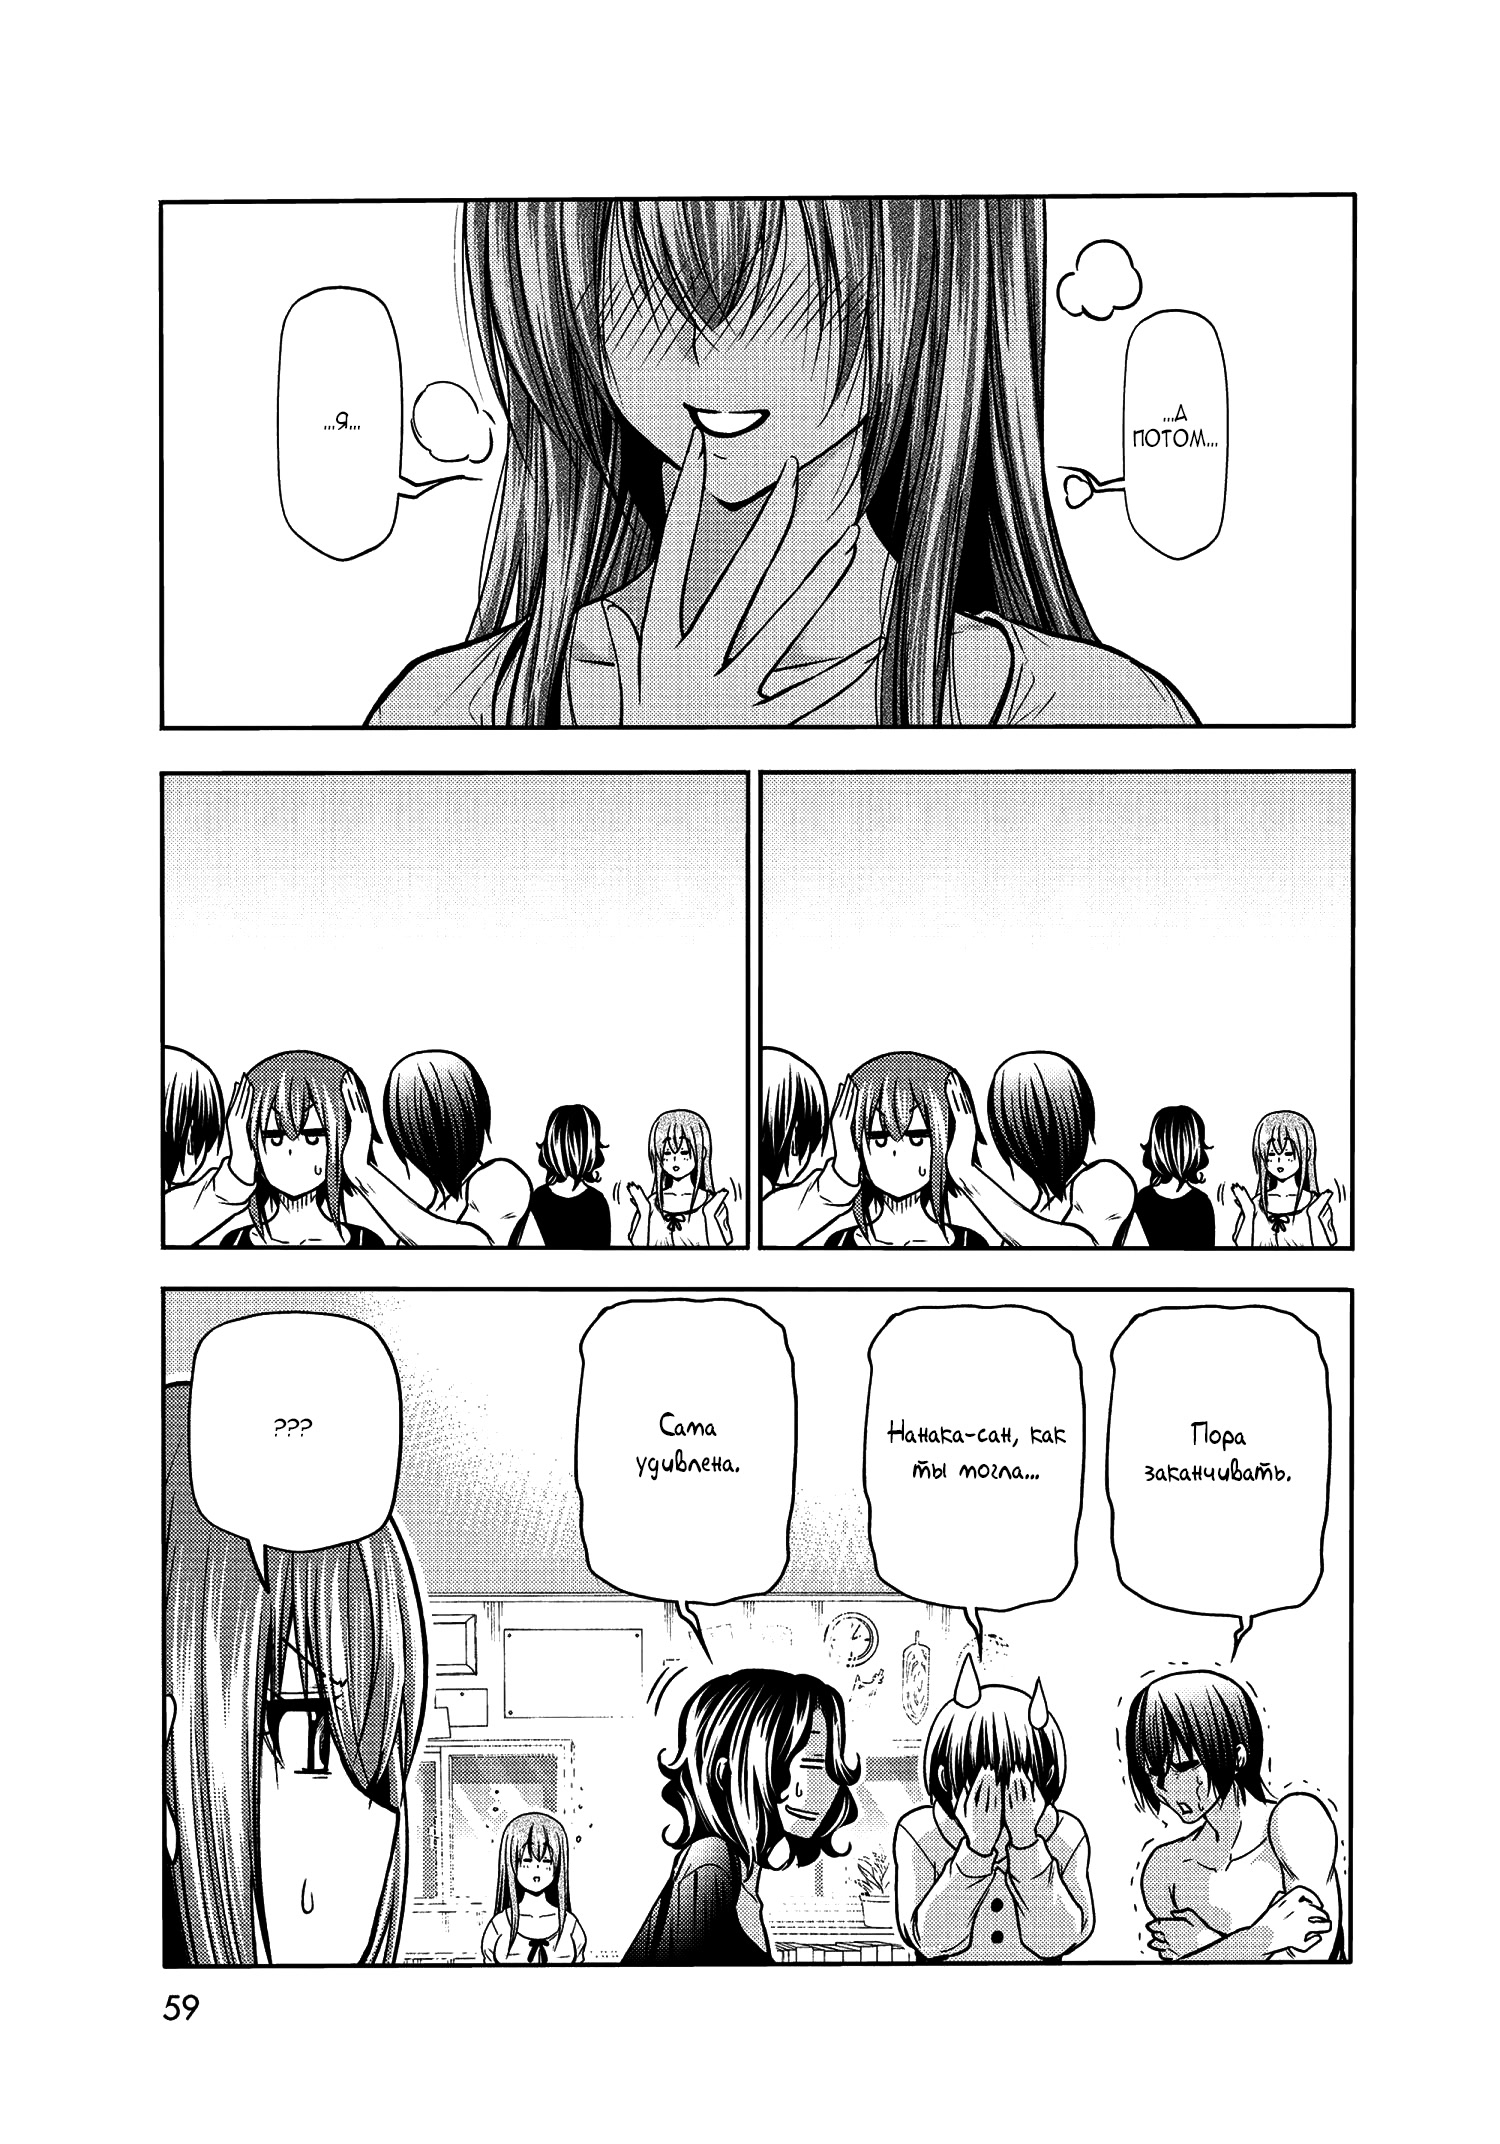 ...А
ПОТОМ...
...Я...
Пора
заканчивать.
Нанака-сан, как
ты могла...
Сама
удивлена.
???
59